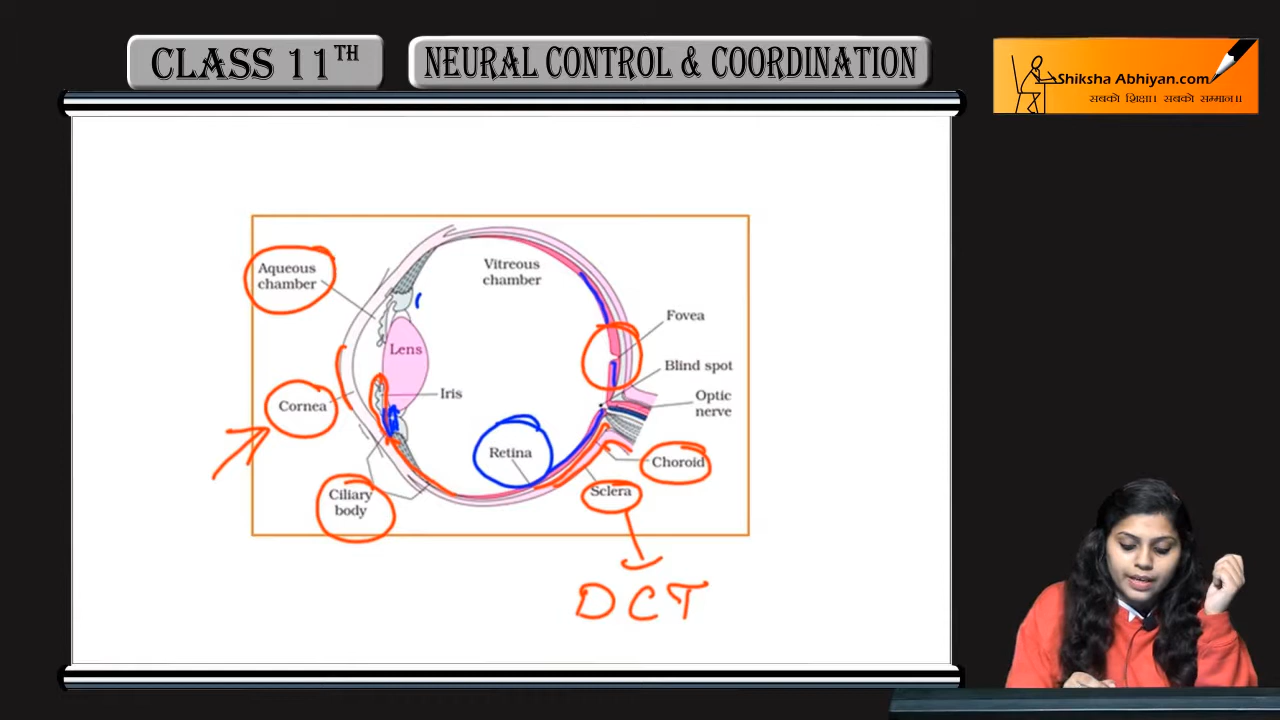 CLASS 11TH
NEURAL CONTROL & COORDINATION
Shiksha Abhiyan.com
सबको शिक्षा। सबको सम्मान।।
Aqueous
chamber
Vitreous
chamber
Fovea
Lens
Blind spot
Iris
Optic
nerve
Cornea
Retina
Choroid
Sclera
Ciliary
body
DCT